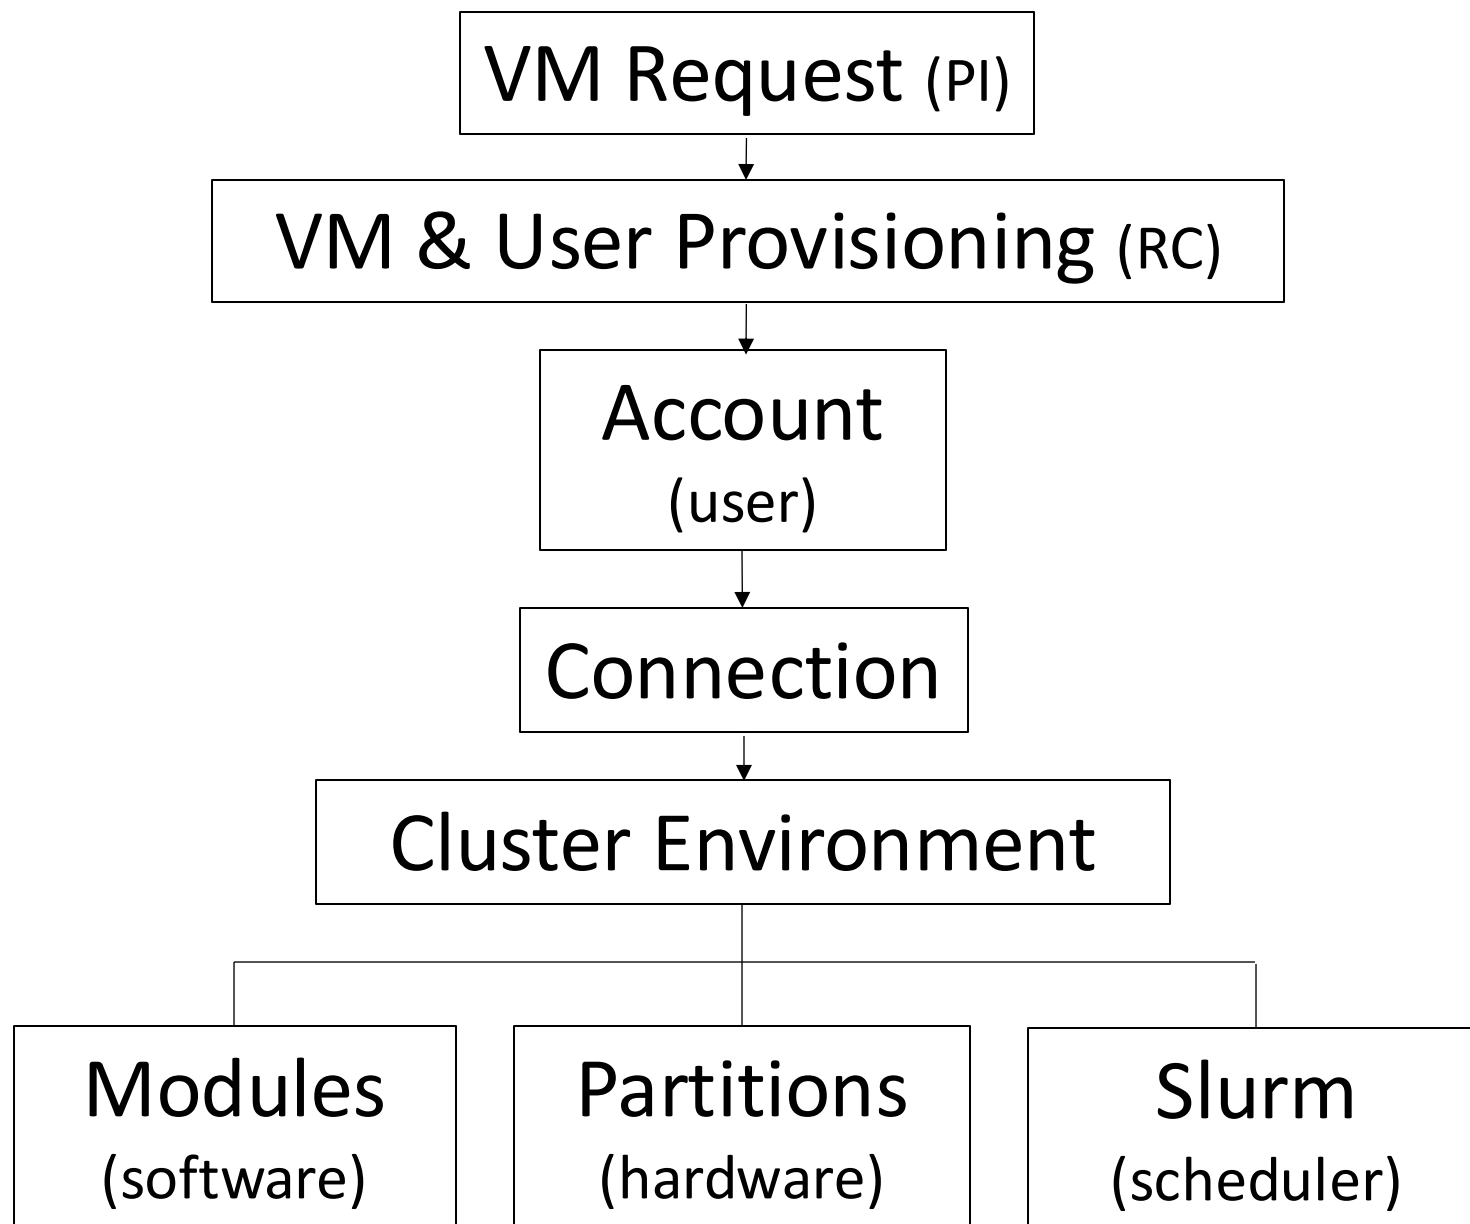 VM Request (PI)
VM & User Provisioning (RC)
Account
(user)
Connection
Cluster Environment
Modules
(software)
Partitions
(hardware)
Slurm
(scheduler)